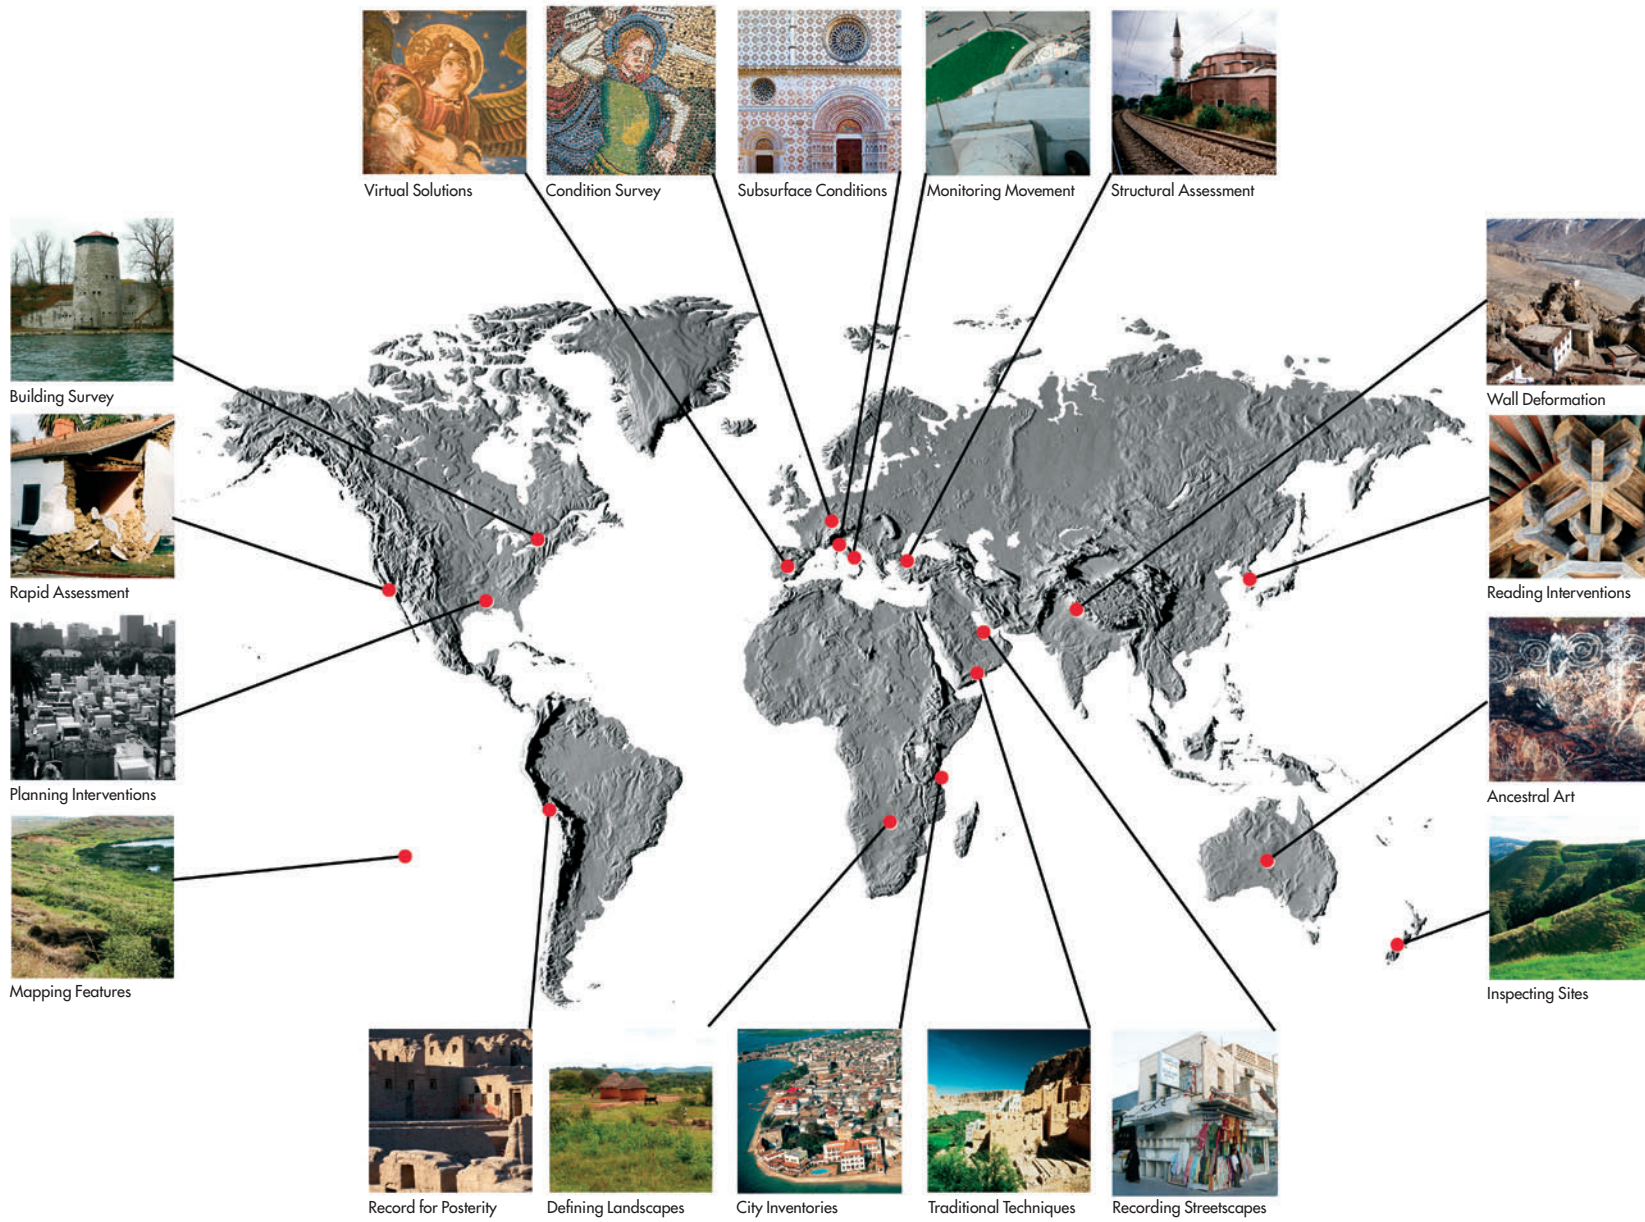 Virtual Solutions
Condition Survey
Subsurface Conditions
Monitoring Movement
Structural Assessment
Building Survey
Wall Deformation
Rapid Assessment
Reading Interventions
Planning Interventions
Ancestral Art
Mapping Features
Inspecting Sites
Record for Posterity
Defining Landscapes
City Inventories
Traditional Techniques
Recording Streetscapes